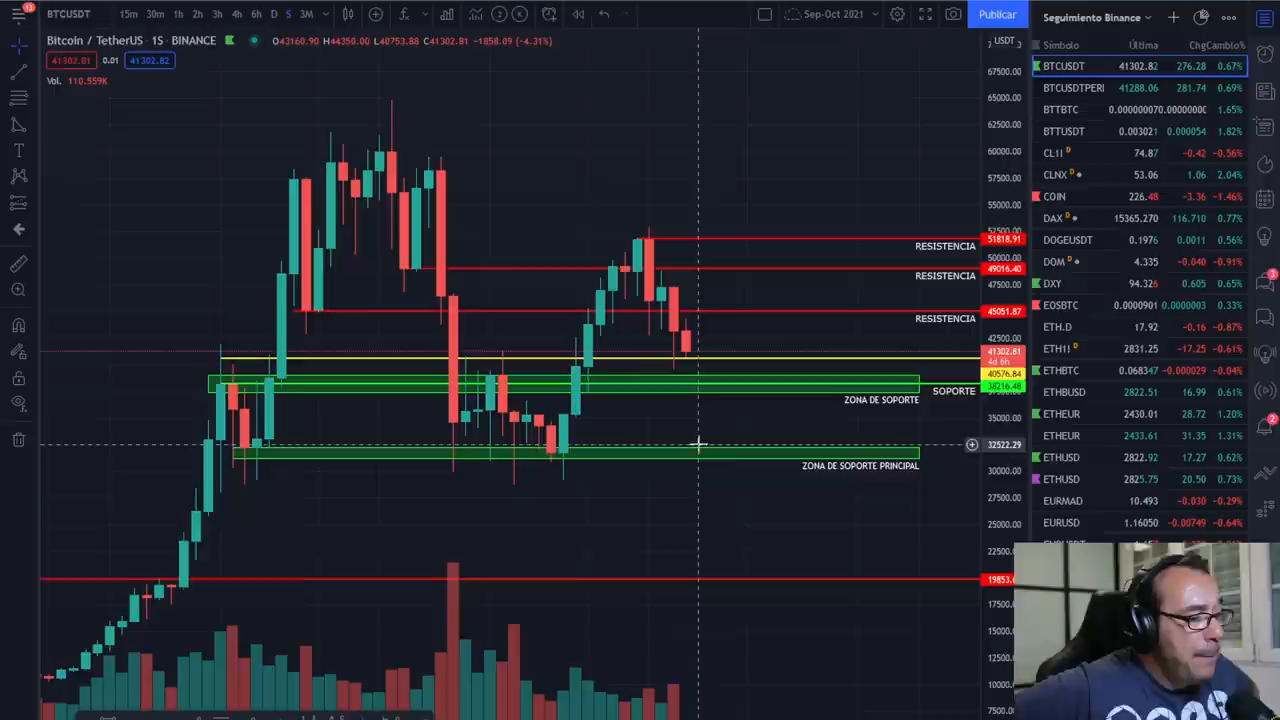 BTCUSDT 15m 30m 1h 2h 3h 4h 6h D S 3M Sep-Oct 2021 Publicar Seguimiento Binance
Bitcoin / TetherUS · 1S · BINANCE O43160.90 H44350.00 L40753.88 C41302.81 -1858.09 (-4.31%)
41302.81 0.01 41302.82
Vol. 110.559K
USDT
67500.00
65000.00
62500.00
60000.00
57500.00
55000.00
52500.00
51818.91
RESISTENCIA
50000.00
49016.40
RESISTENCIA
47500.00
45051.87
RESISTENCIA
42500.00
41302.81
4d 6h
40576.84
38216.48
SOPORTE
ZONA DE SOPORTE
35000.00
32522.29
ZONA DE SOPORTE PRINCIPAL
30000.00
27500.00
25000.00
22500.00
19853.
17500.00
15000.00
12500.00
10000.00
7500.00
Símbolo Última Chg Cambio%
BTCUSDT 41302.82 276.28 0.67%
BTCUSDTPERI 41288.06 281.74 0.69%
BTTBTC 0.000000070.0000000C 1.65%
BTTUSDT 0.003021 0.000054 1.82%
CL1! D 74.87 -0.42 -0.56%
CLNX D 53.06 1.06 2.04%
COIN 226.48 -3.36 -1.46%
DAX D 15365.270 116.710 0.77%
DOGEUSDT 0.1976 0.0011 0.56%
DOM D 4.335 -0.040 -0.91%
DXY 94.326 0.605 0.65%
EOSBTC 0.0000901 0.0000003 0.33%
ETH.D 17.92 -0.16 -0.87%
ETH1! D 2831.25 -17.25 -0.61%
ETHBTC 0.068347 -0.000029 -0.04%
ETHBUSD 2822.51 16.99 0.61%
ETHEUR 2430.01 28.72 1.20%
ETHEUR 2433.61 31.35 1.31%
ETHUSD 2822.92 17.27 0.62%
ETHUSD 2825.75 20.50 0.73%
EURMAD 10.493 -0.030 -0.29%
EURUSD 1.16050 -0.00749 -0.64%